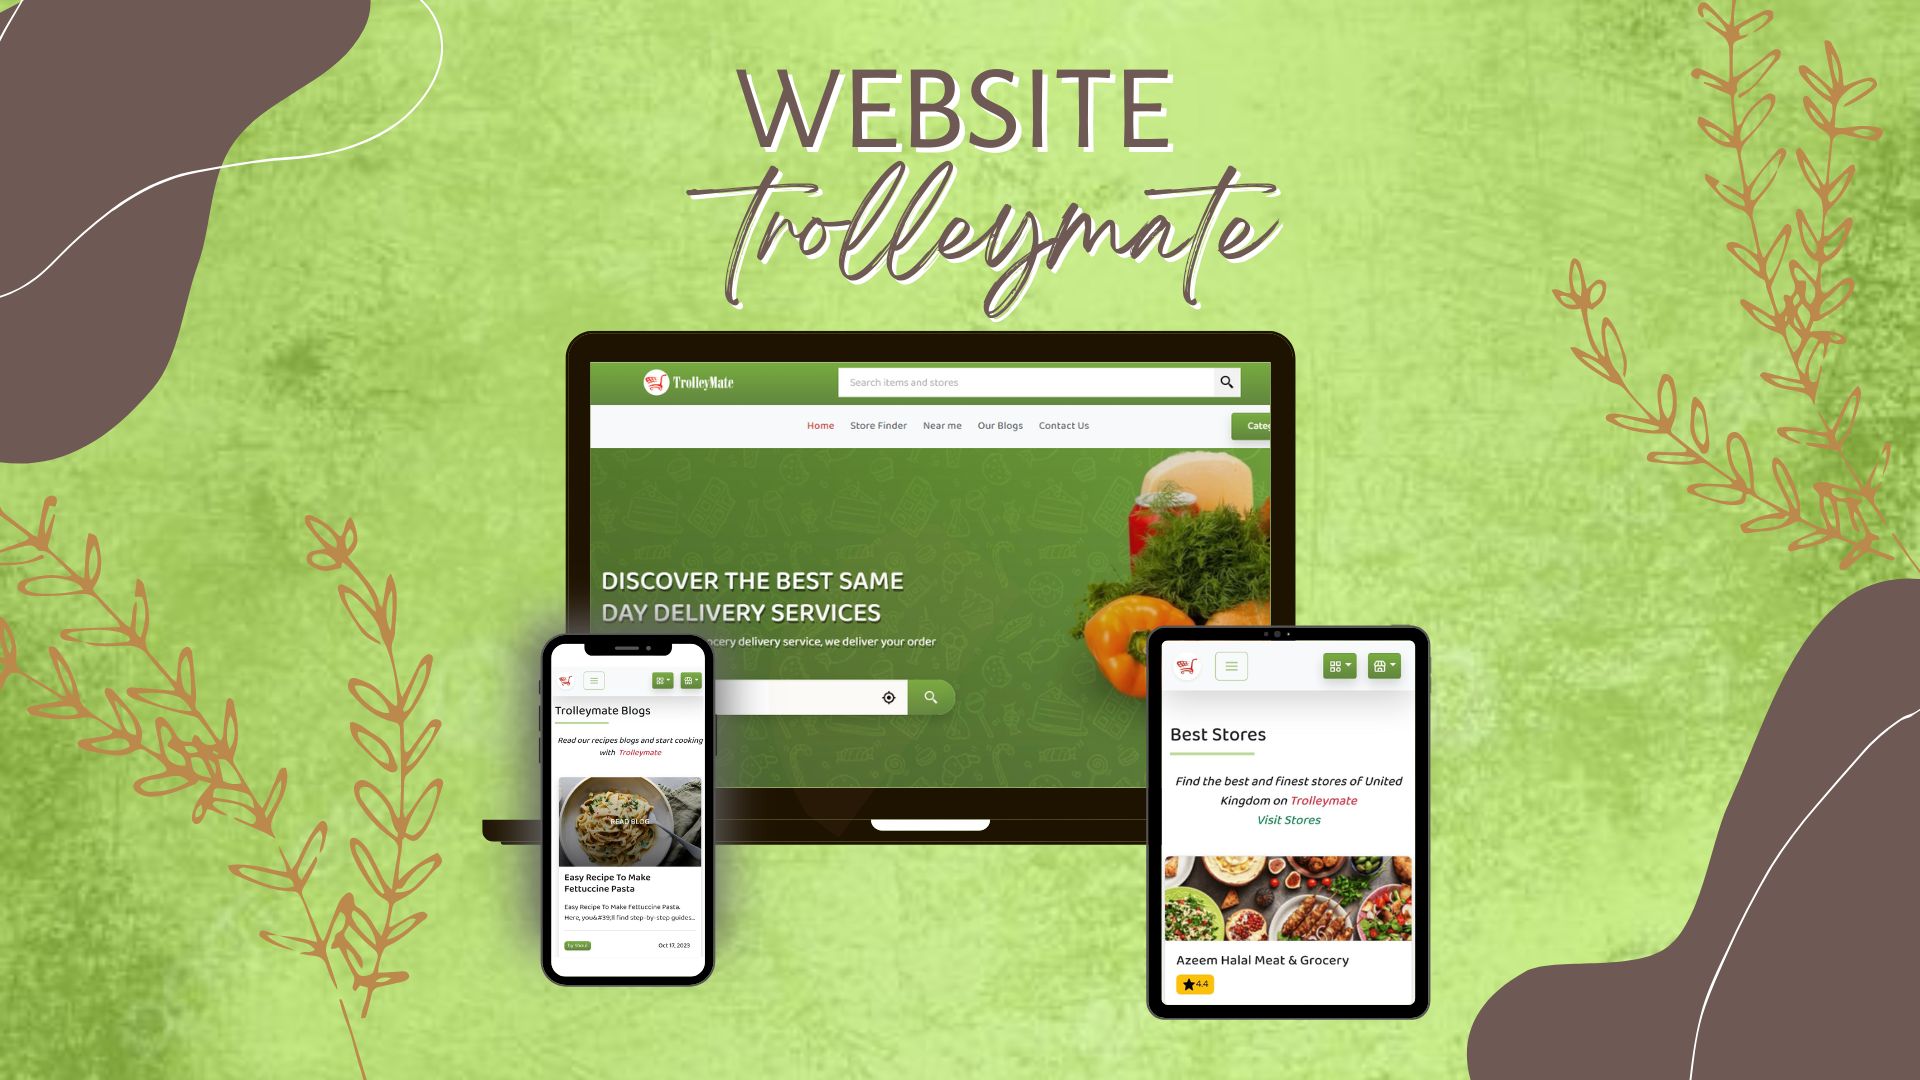 WEBSITE
Trolleymate
TrolleyMate
Search items and stores
Home Store Finder Near me Our Blogs Contact Us
DISCOVER THE BEST SAME
DAY DELIVERY SERVICES
delivery service, we deliver your order
Trolleymate Blogs
Read our recipes blogs and start cooking
with Trolleymate
READ BLOG
Easy Recipe To Make
Fettuccine Pasta
Easy Recipe To Make Fettuccine Pasta.
Here, you&#39;ll find step-by-step guides...
Oct 17, 2023
Best Stores
Find the best and finest stores of United
Kingdom on Trolleymate
Visit Stores
Azeem Halal Meat & Grocery
4.4